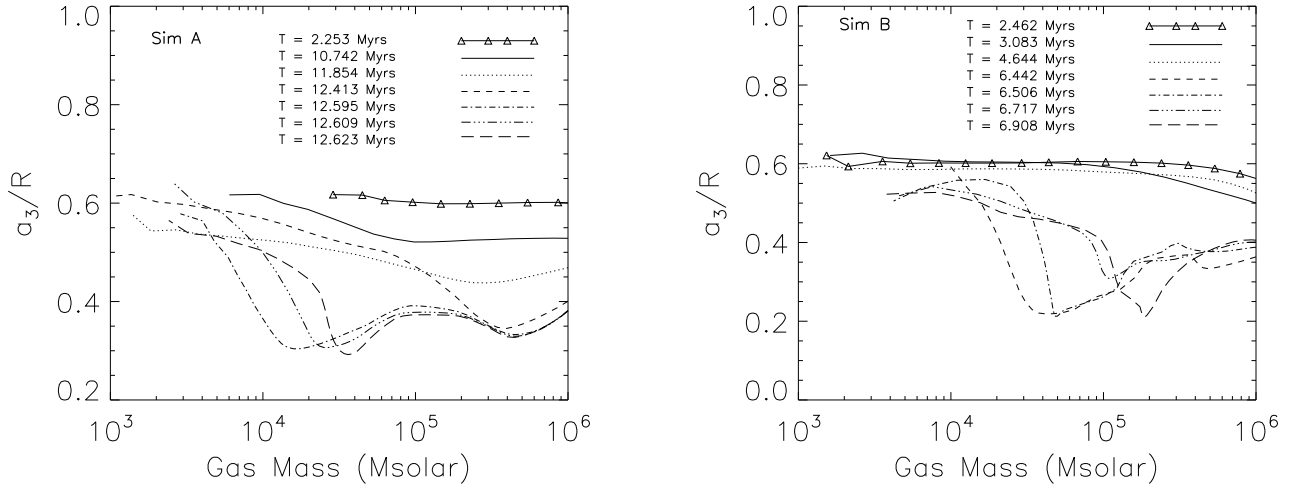 Sim A
T = 2.253 Myrs
T = 10.742 Myrs
T = 11.854 Myrs
T = 12.413 Myrs
T = 12.595 Myrs
T = 12.609 Myrs
T = 12.623 Myrs
1.0
0.8
0.6
0.4
0.2
a3/R
10^3 10^4 10^5 10^6
Gas Mass (Msolar)
Sim B
T = 2.462 Myrs
T = 3.083 Myrs
T = 4.644 Myrs
T = 6.442 Myrs
T = 6.506 Myrs
T = 6.717 Myrs
T = 6.908 Myrs
1.0
0.8
0.6
0.4
0.2
0.0
a3/R
10^3 10^4 10^5 10^6
Gas Mass (Msolar)